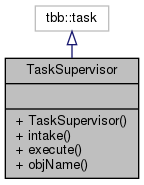 tbb::task
TaskSupervisor
+ TaskSupervisor()
+ intake()
+ execute()
+ objName()